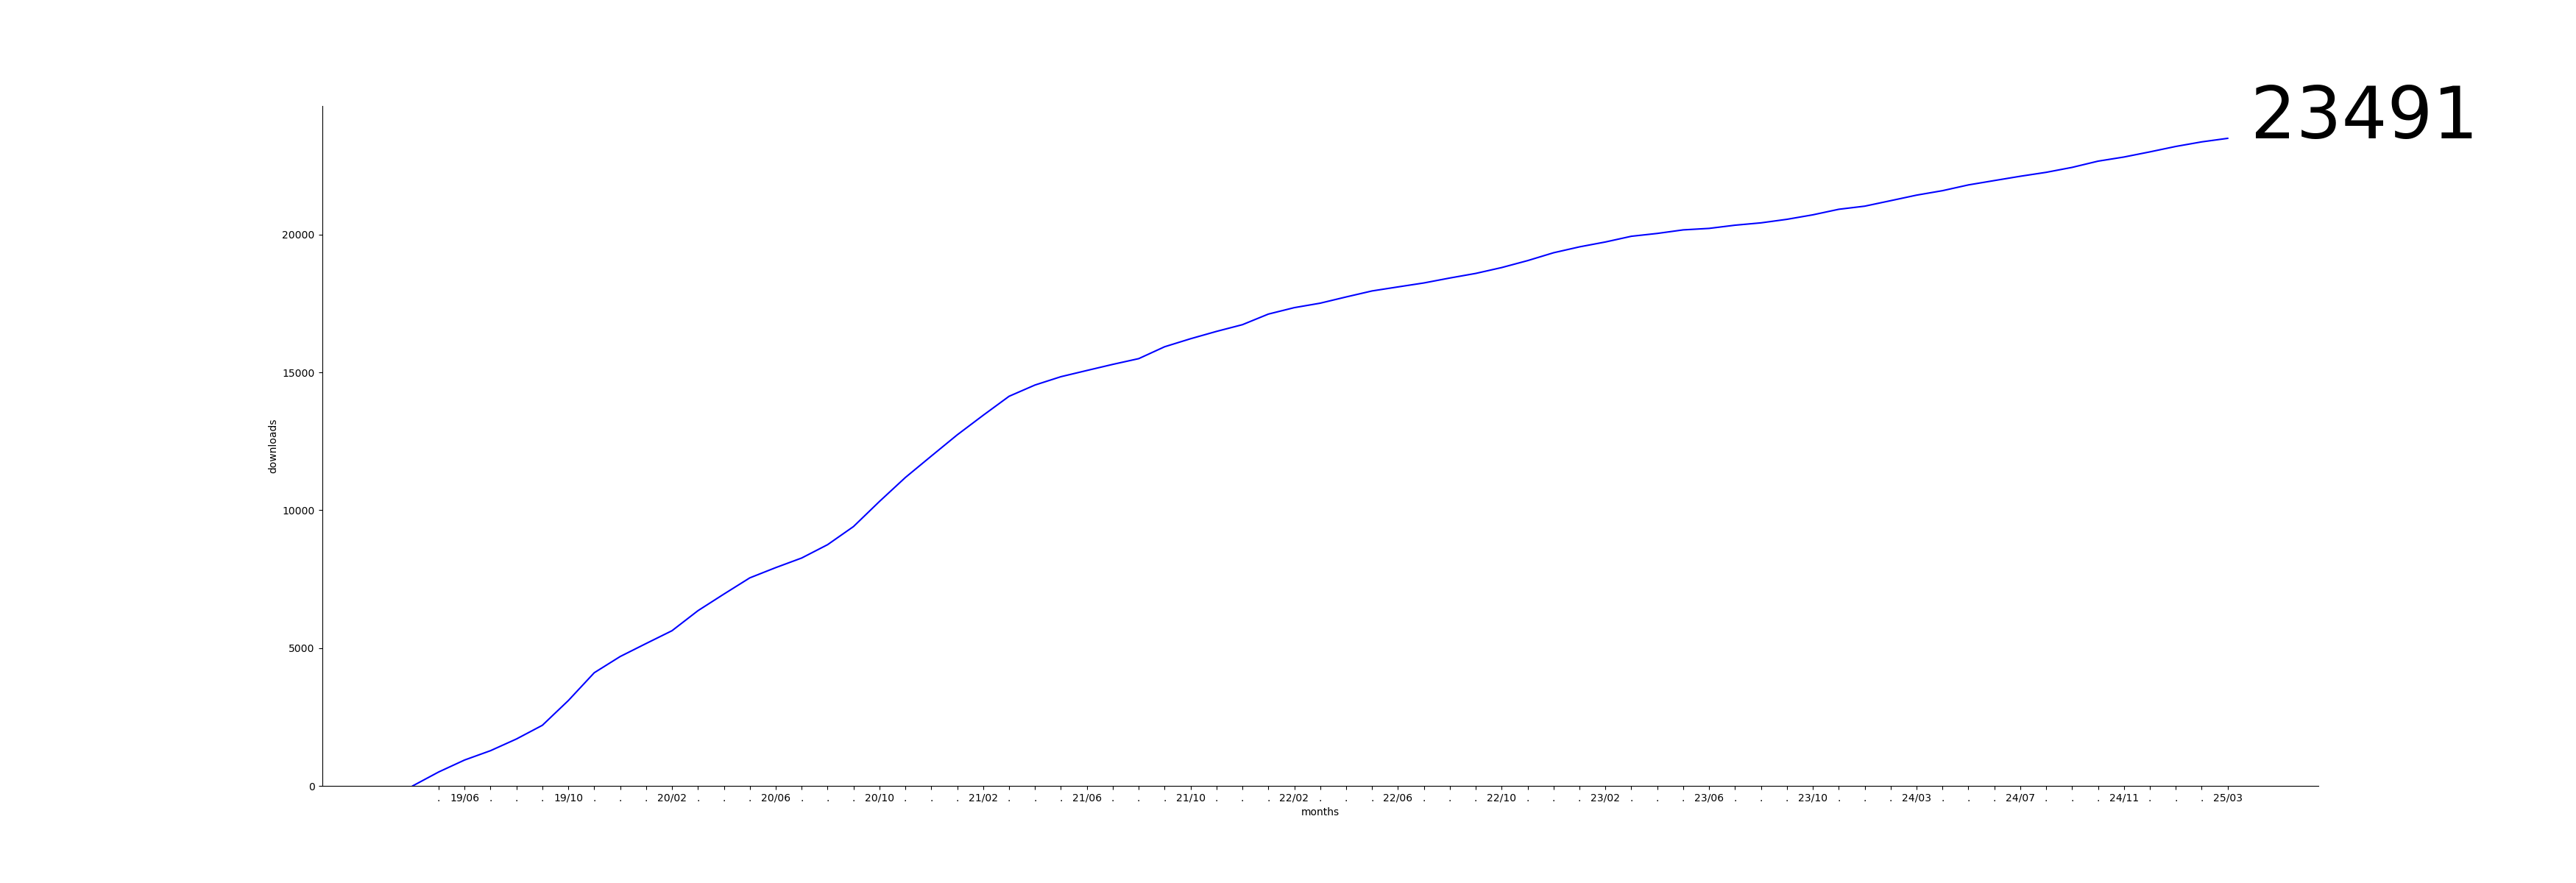 23491
20000
15000
10000
5000
0
downloads
. 19/06 . . . 19/10 . . . 20/02 . . . 20/06 . . . 20/10 . . . 21/02 . . . 21/06 . . . 21/10 . . . 22/02 . . . 22/06 . . . 22/10 . . . 23/02 . . . 23/06 . . . 23/10 . . . 24/03 . . . 24/07 . . . 24/11 . . . 25/03
months